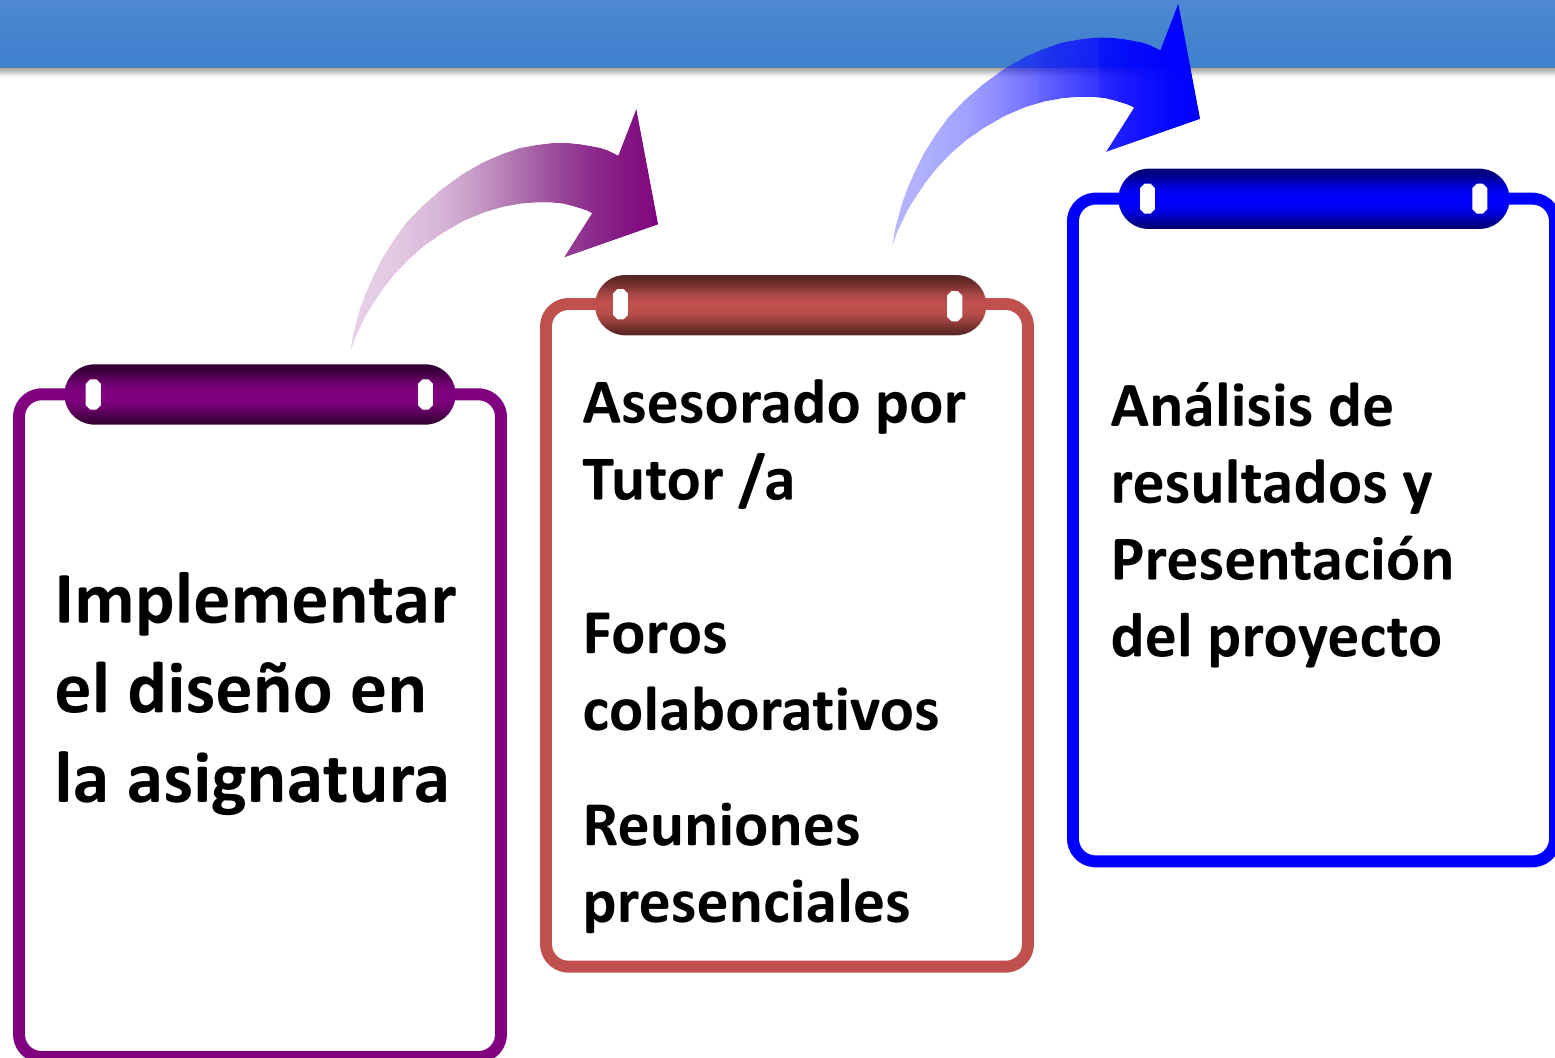 Implementar
el diseño en
la asignatura
Asesorado por
Tutor /a
Foros
colaborativos
Reuniones
presenciales
Análisis de
resultados y
Presentación
del proyecto